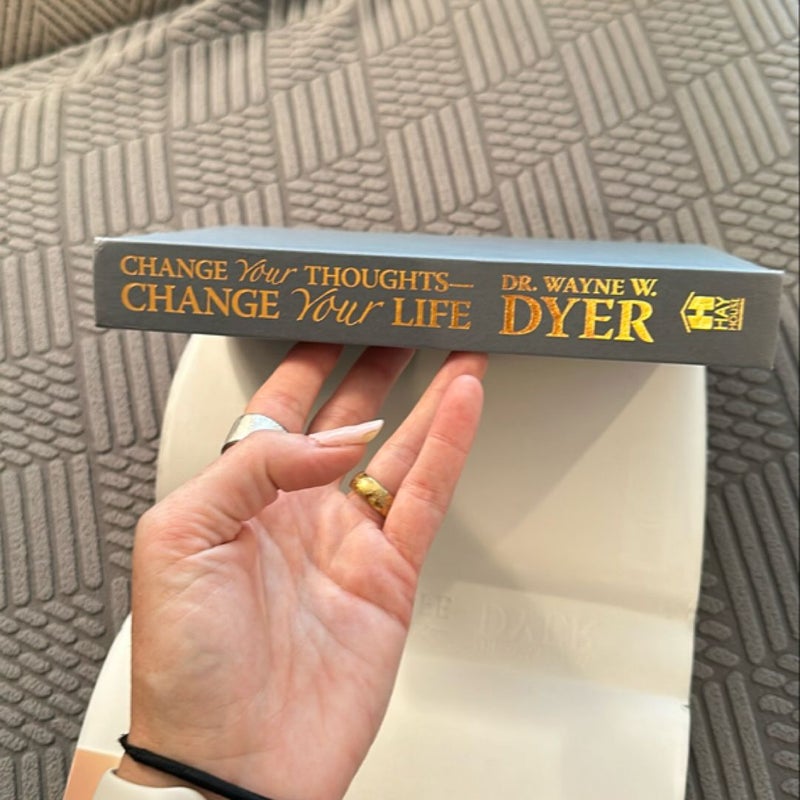 CHANGE Your THOUGHTS—
CHANGE Your LIFE
DR. WAYNE W.
DYER
HAY
HOUSE